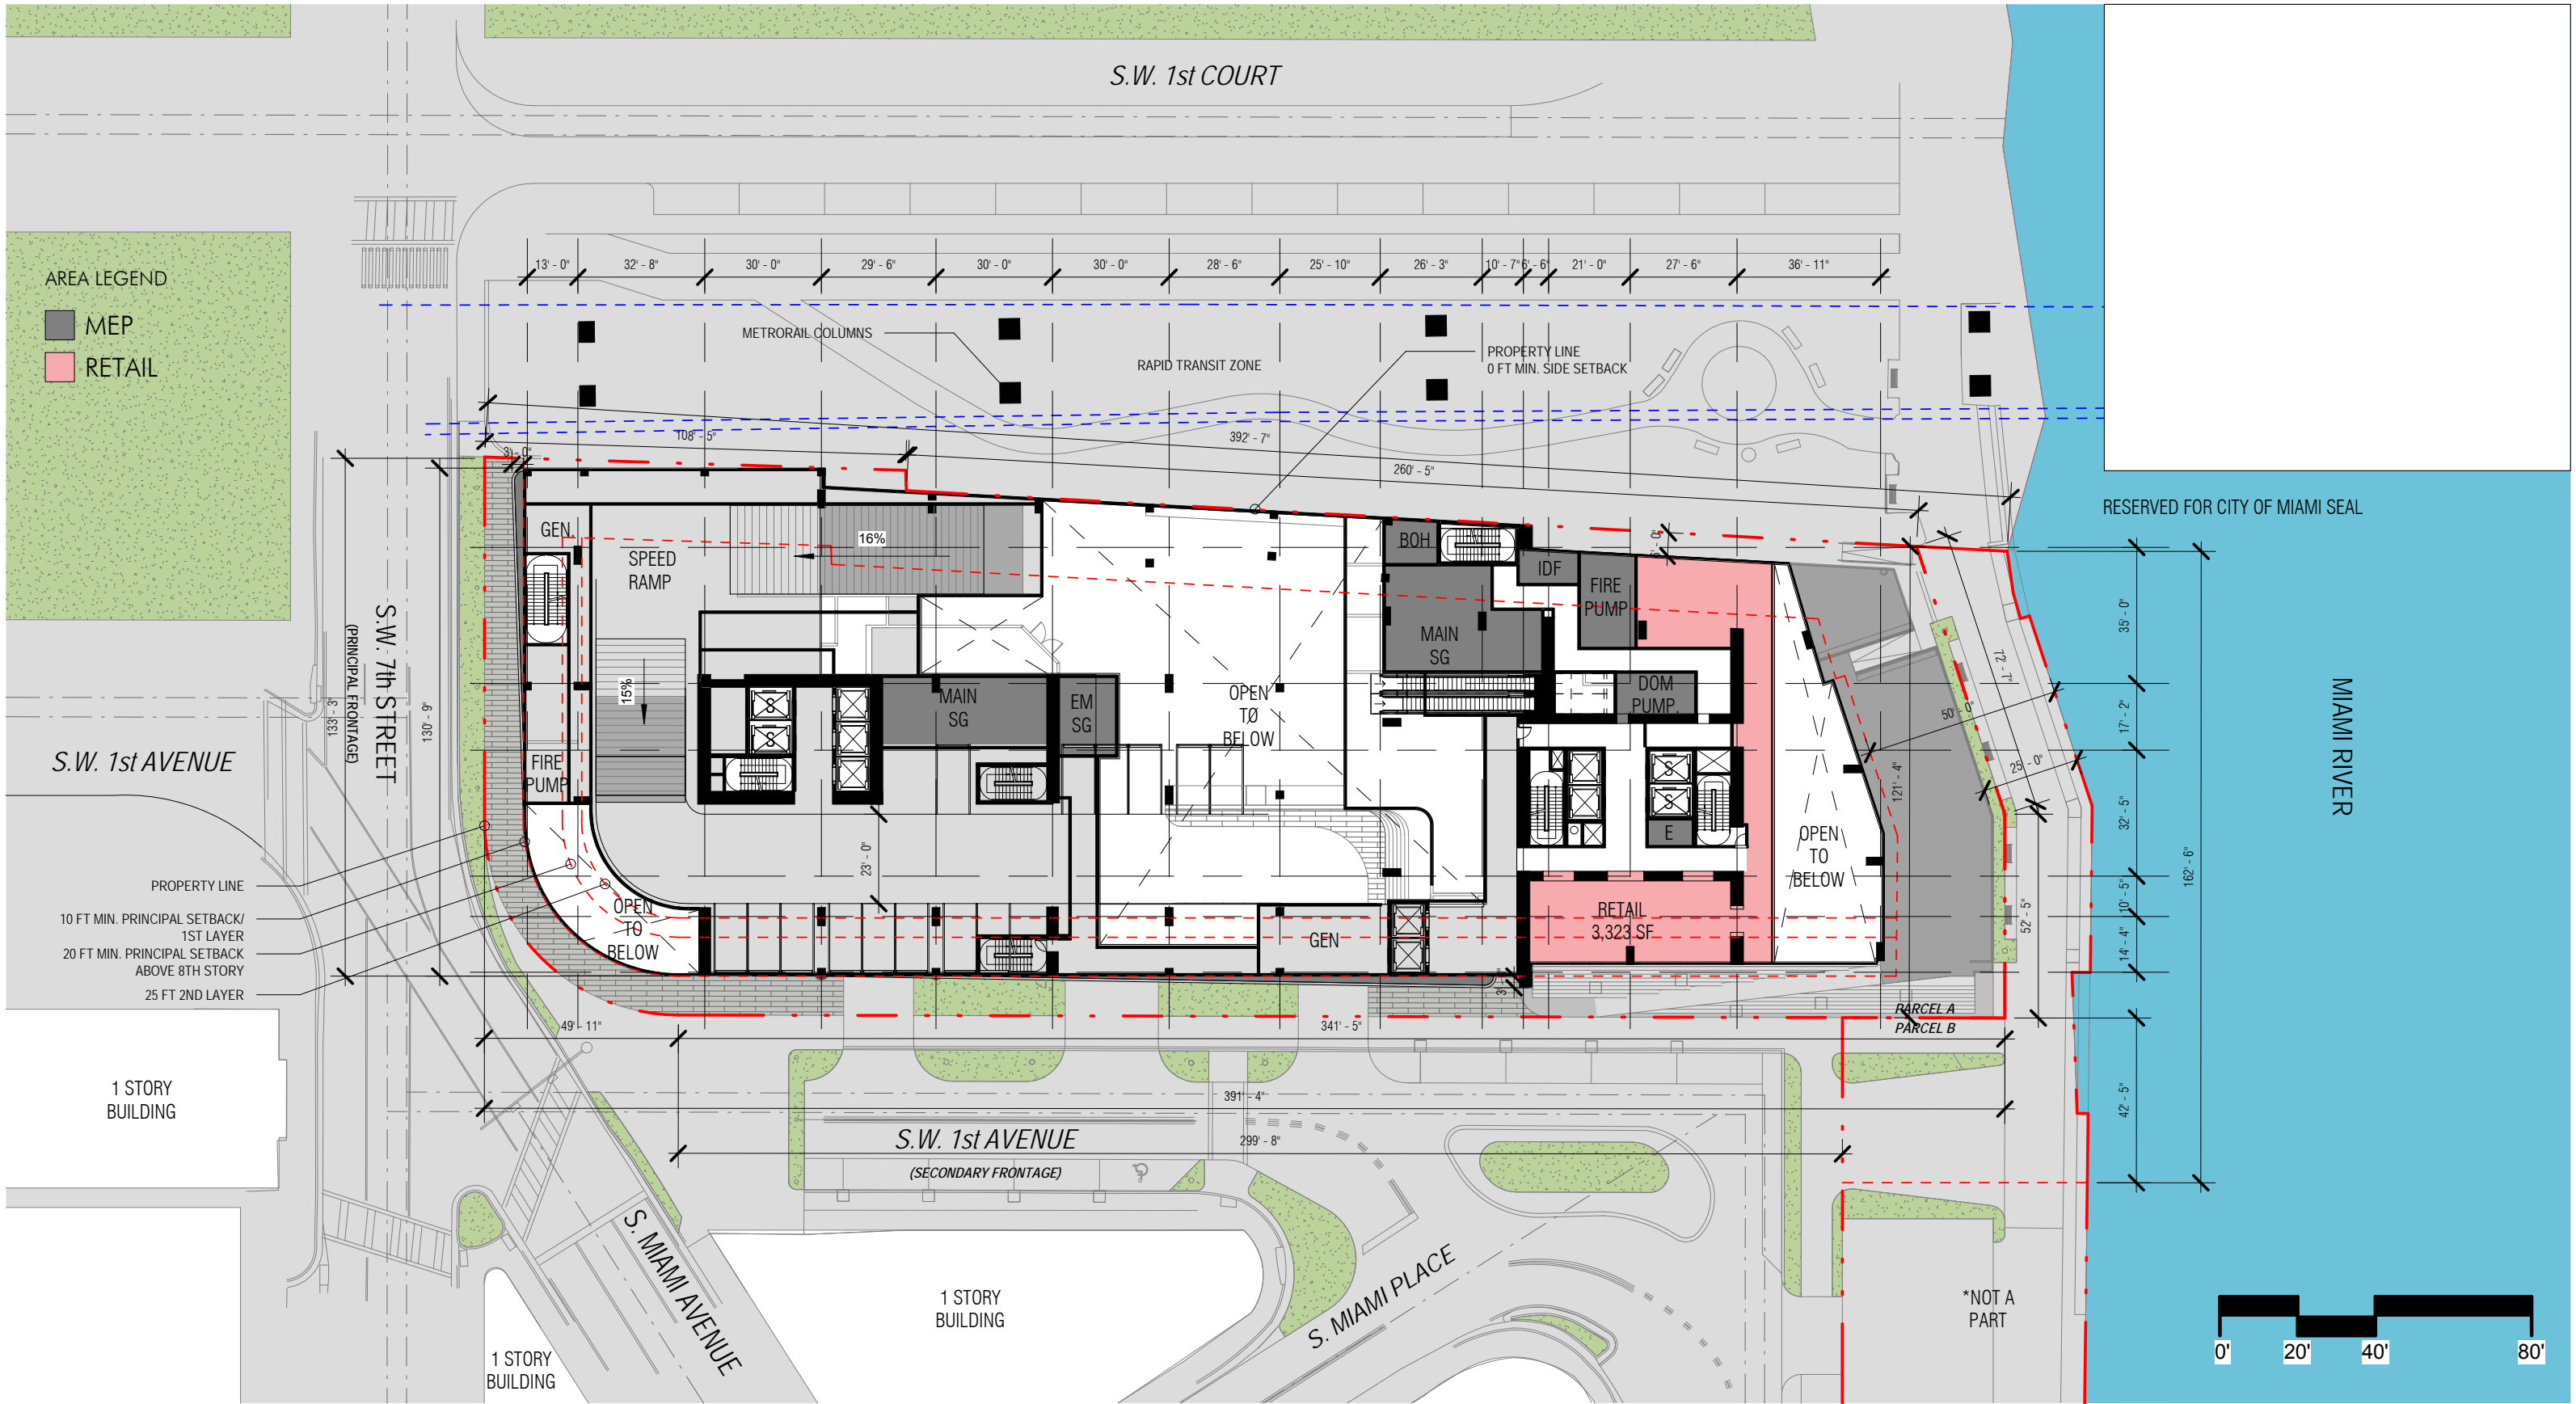 S.W. 1st COURT
AREA LEGEND
MEP
RETAIL
13' - 0"
32' - 8"
30' - 0"
29' - 6"
30' - 0"
30' - 0"
28' - 6"
25' - 10"
26' - 3"
10' - 7"
6' - 6"
21' - 0"
27' - 6"
36' - 11"
METRORAIL COLUMNS
RAPID TRANSIT ZONE
PROPERTY LINE
0 FT MIN. SIDE SETBACK
108' - 5"
392' - 7"
260' - 5"
3' - 0"
RESERVED FOR CITY OF MIAMI SEAL
GEN.
SPEED
RAMP
16%
15%
BOH
IDF
FIRE
PUMP
MAIN
SG
MAIN
SG
EM
SG
OPEN
TO
BELOW
DOM
PUMP.
S
S
S
S
E
FIRE
PUMP
23' - 0"
OPEN
TO
BELOW
OPEN
TO
BELOW
RETAIL
3,323 SF
GEN
S.W. 7th STREET
(PRINCIPAL FRONTAGE)
133' - 3"
130' - 9"
S.W. 1st AVENUE
PROPERTY LINE
10 FT MIN. PRINCIPAL SETBACK/
1ST LAYER
20 FT MIN. PRINCIPAL SETBACK
ABOVE 8TH STORY
25 FT 2ND LAYER
72' - 7"
50' - 0"
25' - 0"
121' - 4"
52' - 5"
35' - 0"
17' - 2"
32' - 5"
10' - 5"
14' - 4"
42' - 5"
162' - 6"
MIAMI RIVER
PARCEL A
PARCEL B
49' - 11"
341' - 5"
391' - 4"
299' - 8"
S.W. 1st AVENUE
(SECONDARY FRONTAGE)
S. MIAMI AVENUE
S. MIAMI PLACE
1 STORY
BUILDING
1 STORY
BUILDING
1 STORY
BUILDING
*NOT A
PART
0'
20'
40'
80'